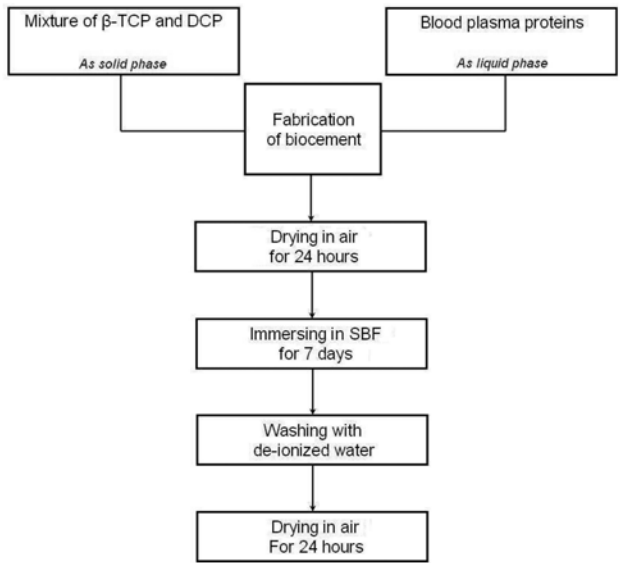 Mixture of β-TCP and DCP
As solid phase
Blood plasma proteins
As liquid phase
Fabrication
of biocement
Drying in air
for 24 hours
Immersing in SBF
for 7 days
Washing with
de-ionized water
Drying in air
For 24 hours